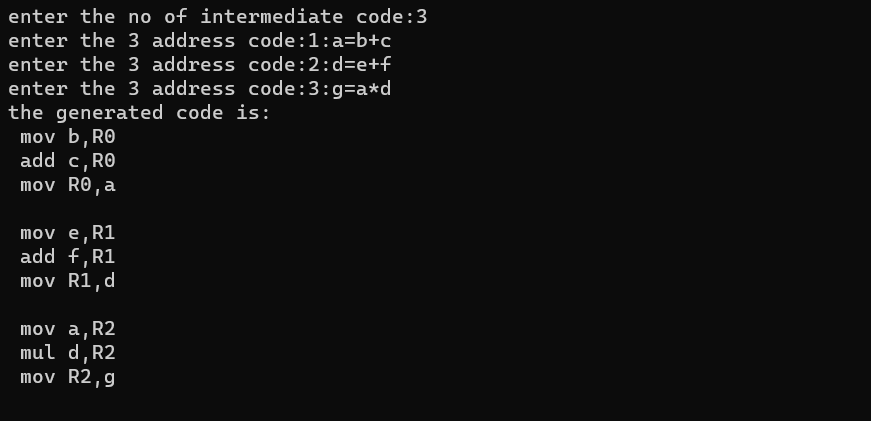 enter the no of intermediate code:3
enter the 3 address code:1:a=b+c
enter the 3 address code:2:d=e+f
enter the 3 address code:3:g=a*d
the generated code is:
mov b,R0
add c,R0
mov R0,a
mov e,R1
add f,R1
mov R1,d
mov a,R2
mul d,R2
mov R2,g